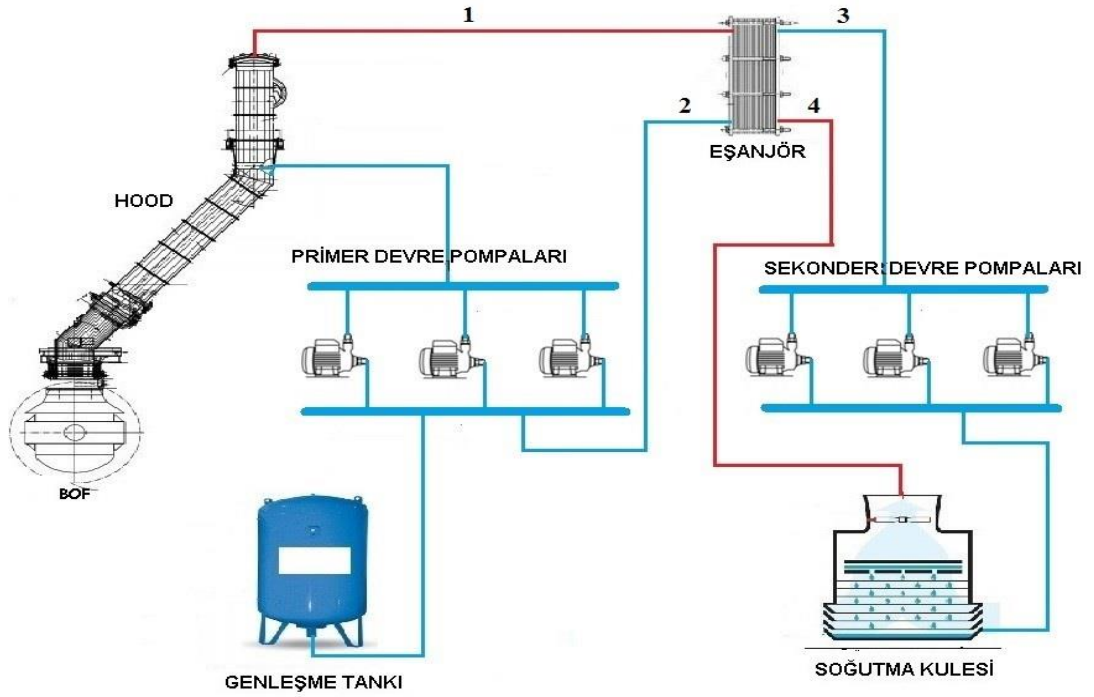 1
3
2
4
EŞANJÖR
HOOD
PRİMER DEVRE POMPALARI
SEKONDER DEVRE POMPALARI
BOF
GENLEŞME TANKI
SOĞUTMA KULESİ